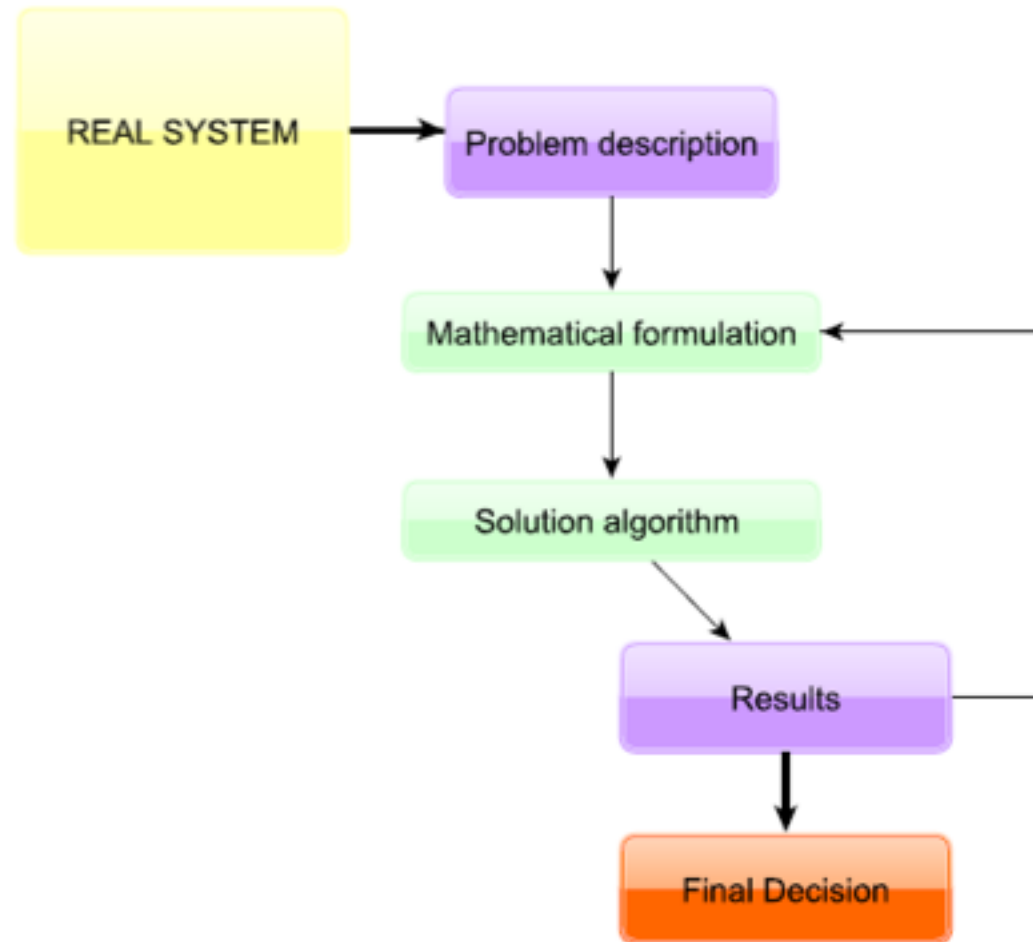 REAL SYSTEM
Problem description
Mathematical formulation
Solution algorithm
Results
Final Decision